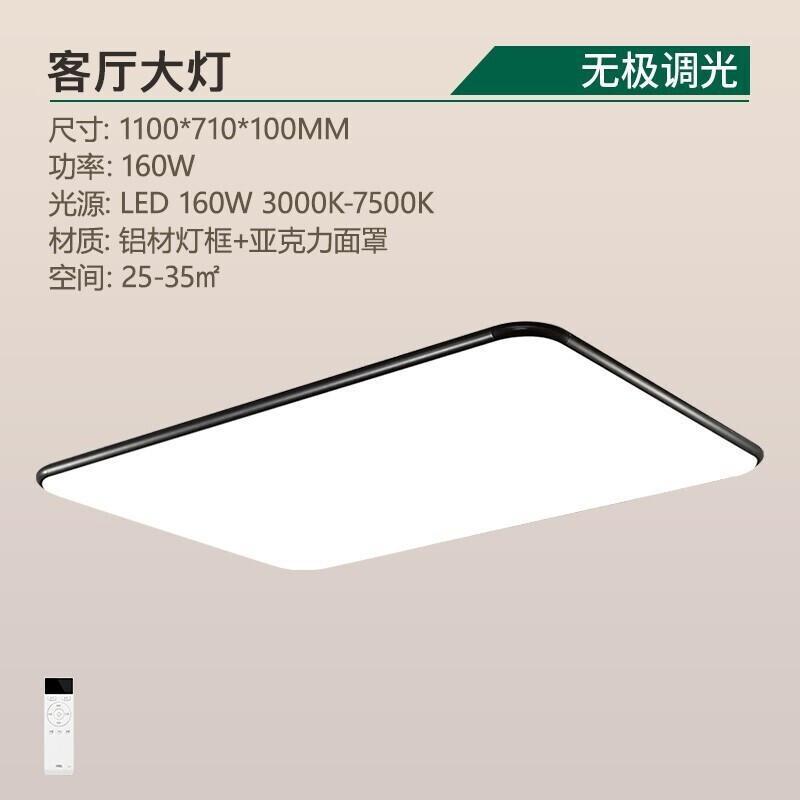 客厅大灯
无极调光
尺寸: 1100*710*100MM
功率: 160W
光源: LED 160W 3000K-7500K
材质: 铝材灯框+亚克力面罩
空间: 25-35㎡